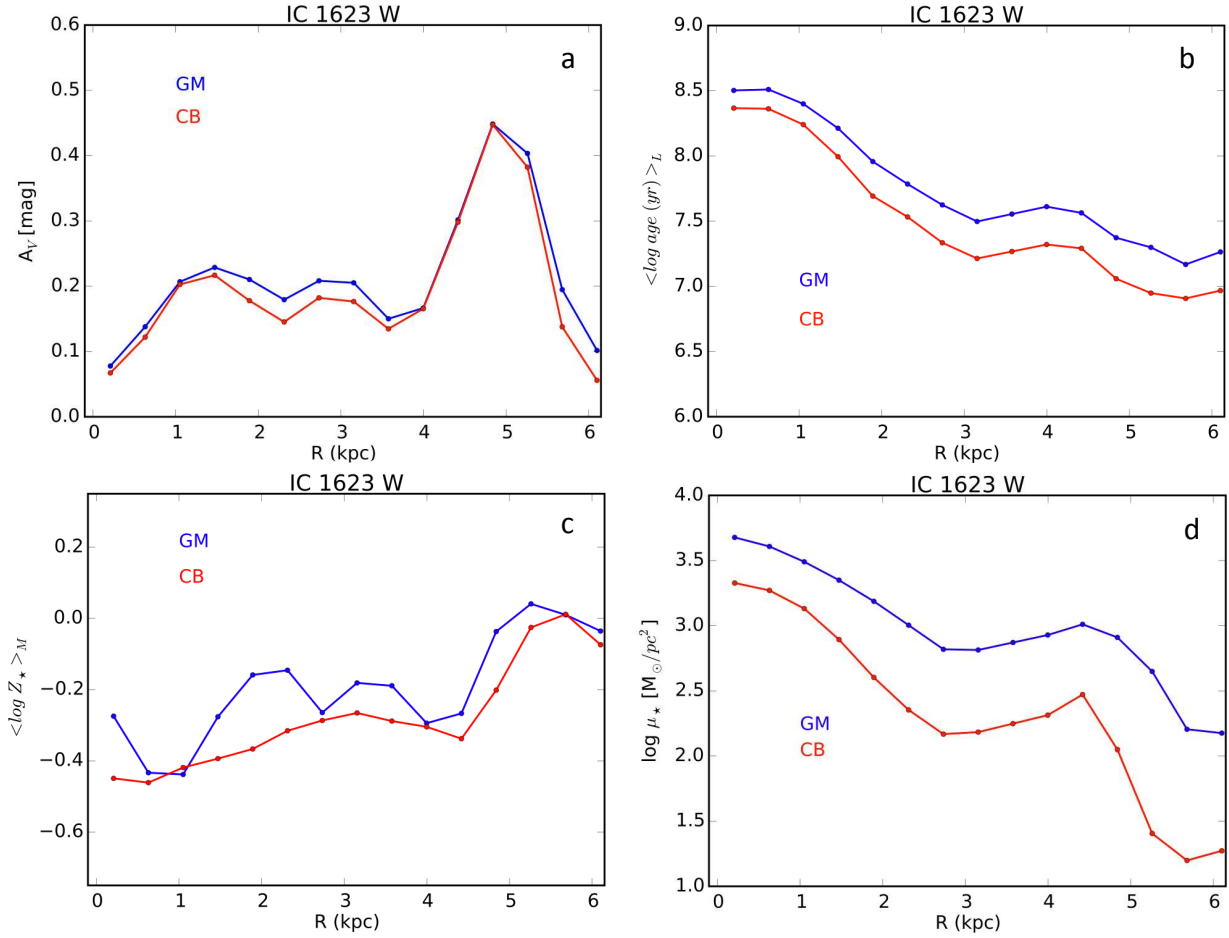 IC 1623 W
a
GM
CB
A_V [mag]
0.6
0.5
0.4
0.3
0.2
0.1
0.0
0 1 2 3 4 5 6
R (kpc)
IC 1623 W
b
GM
CB
<log age (yr) >_L
9.0
8.5
8.0
7.5
7.0
6.5
6.0
0 1 2 3 4 5 6
R (kpc)
IC 1623 W
c
GM
CB
<log Z_⋆ >_M
0.2
0.0
−0.2
−0.4
−0.6
0 1 2 3 4 5 6
R (kpc)
IC 1623 W
d
GM
CB
log μ_⋆ [M_⊙/pc^2]
4.0
3.5
3.0
2.5
2.0
1.5
1.0
0 1 2 3 4 5 6
R (kpc)